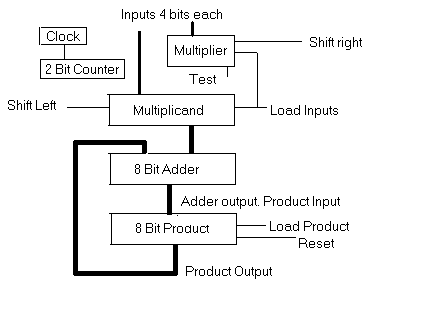 Inputs 4 bits each
Clock
Multiplier
Shift right
2 Bit Counter
Test
Shift Left
Multiplicand
Load Inputs
8 Bit Adder
Adder output. Product Input
8 Bit Product
Load Product
Reset
Product Output